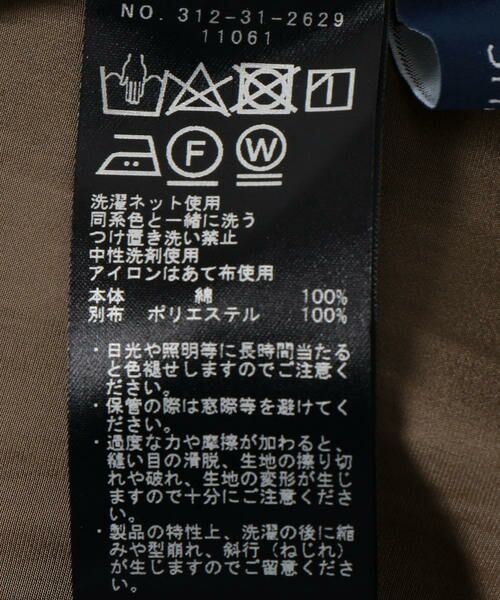 NO. 312-31-2629
11061
F W
洗濯ネット使用
同系色と一緒に洗う
つけ置き洗い禁止
中性洗剤使用
アイロンはあて布使用
本体 綿 100%
別布 ポリエステル 100%
・日光や照明等に長時間当たる
と色褪せしますのでご注意く
ださい。
・保管の際は窓際等を避けてく
ださい。
・過度な力や摩擦が加わると、
縫い目の滑脱、生地の擦り切
れや破れ、生地の変形が生じ
ますので十分にご注意くださ
い。
・製品の特性上、洗濯の後に縮
みや型崩れ、斜行（ねじれ）
が生じますのでご留意くださ
い。